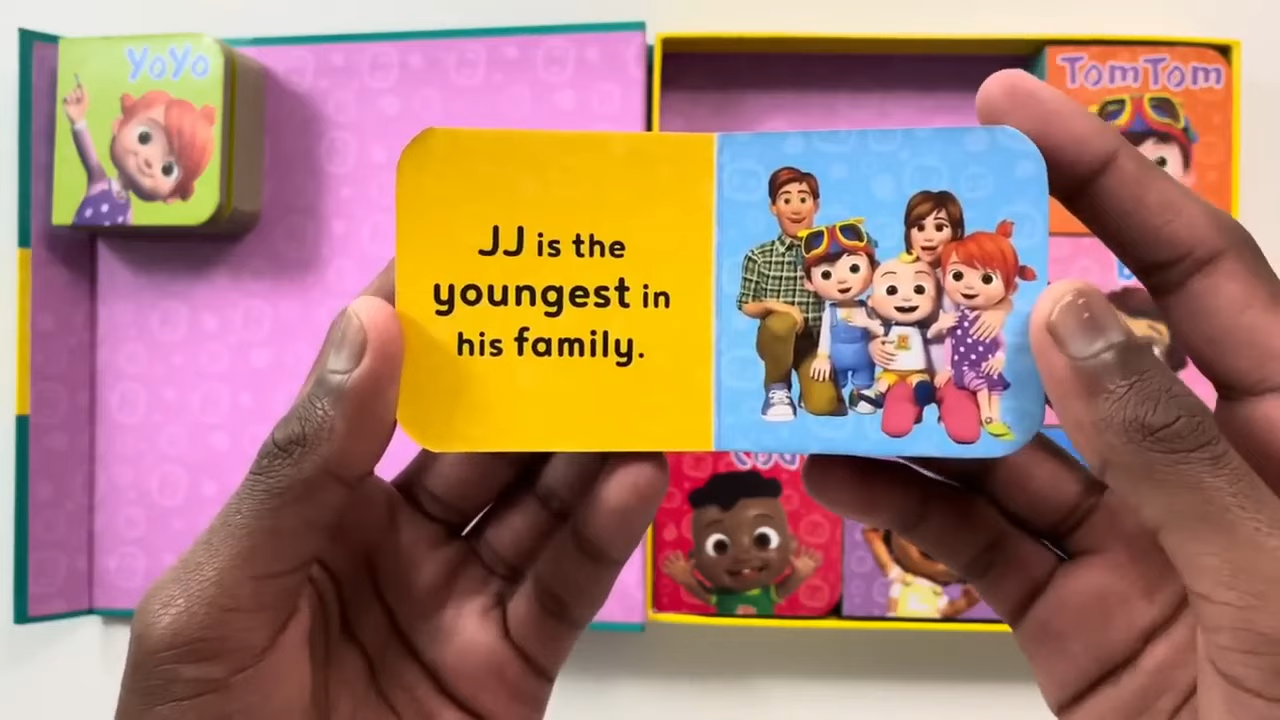 YoYo
TomTom
JJ is the
youngest in
his family.